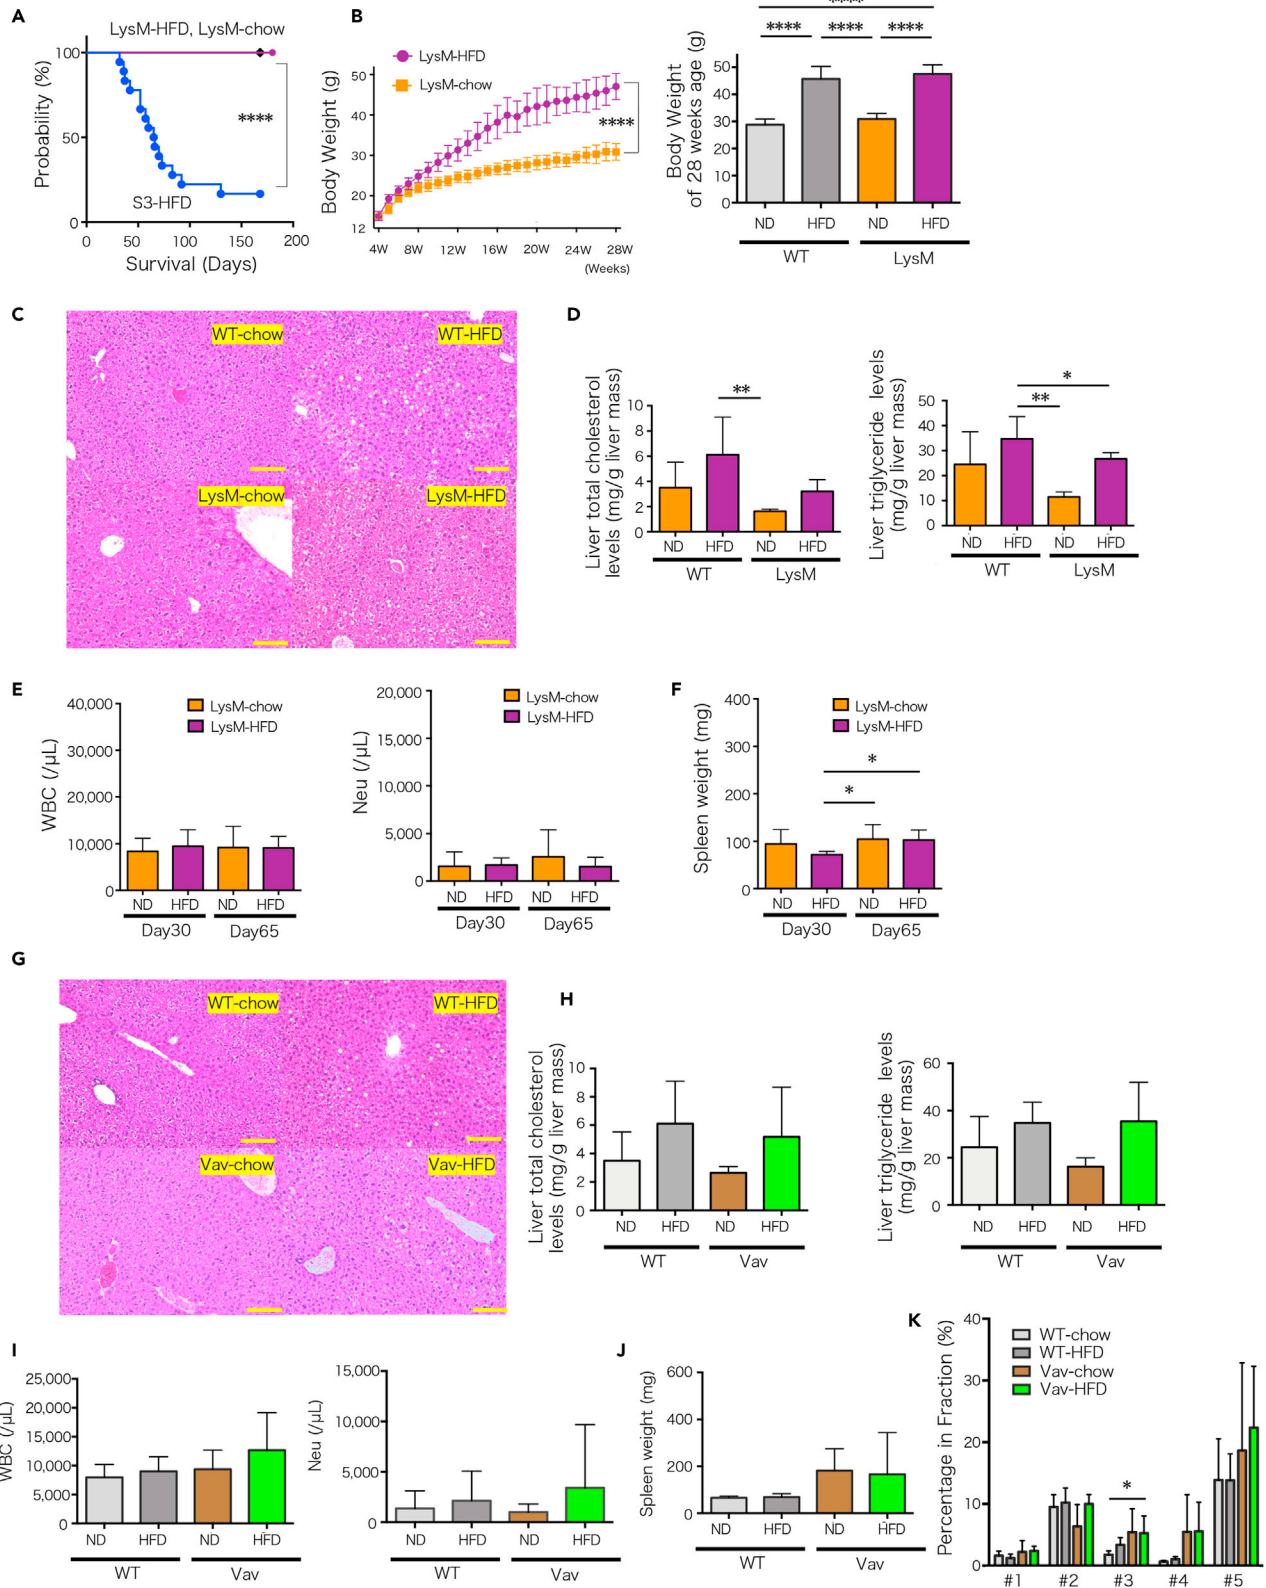 A
LysM-HFD, LysM-chow
Probability (%)
100
50
0
****
S3-HFD
0 50 100 150 200
Survival (Days)
B
LysM-HFD
LysM-chow
Body Weight (g)
50
40
30
20
12
****
4W 8W 12W 16W 20W 24W 28W
(Weeks)
****
**** **** ****
Body Weight
of 28 weeks age (g)
50
40
30
20
10
0
ND HFD ND HFD
WT LysM
C
WT-chow WT-HFD
LysM-chow LysM-HFD
D
Liver total cholesterol
levels (mg/g liver mass)
10
8
6
4
2
0
**
ND HFD ND HFD
WT LysM
Liver triglyceride levels
(mg/g liver mass)
50
40
30
20
10
0
*
**
ND HFD ND HFD
WT LysM
E
WBC (/μL)
40,000
30,000
20,000
10,000
0
LysM-chow
LysM-HFD
ND HFD ND HFD
Day30 Day65
Neu (/μL)
20,000
15,000
10,000
5,000
0
LysM-chow
LysM-HFD
ND HFD ND HFD
Day30 Day65
F
Spleen weight (mg)
400
300
200
100
0
LysM-chow
LysM-HFD
*
*
ND HFD ND HFD
Day30 Day65
G
WT-chow WT-HFD
Vav-chow Vav-HFD
H
Liver total cholesterol
levels (mg/g liver mass)
10
8
6
4
2
0
ND HFD ND HFD
WT Vav
Liver triglyceride levels
(mg/g liver mass)
60
40
20
0
ND HFD ND HFD
WT Vav
I
WBC (/μL)
25,000
20,000
15,000
10,000
5,000
0
ND HFD ND HFD
WT Vav
Neu (/μL)
15,000
10,000
5,000
0
ND HFD ND HFD
WT Vav
J
Spleen weight (mg)
600
400
200
0
ND HFD ND HFD
WT Vav
K
Percentage in Fraction (%)
40
30
20
10
0
WT-chow
WT-HFD
Vav-chow
Vav-HFD
*
#1 #2 #3 #4 #5